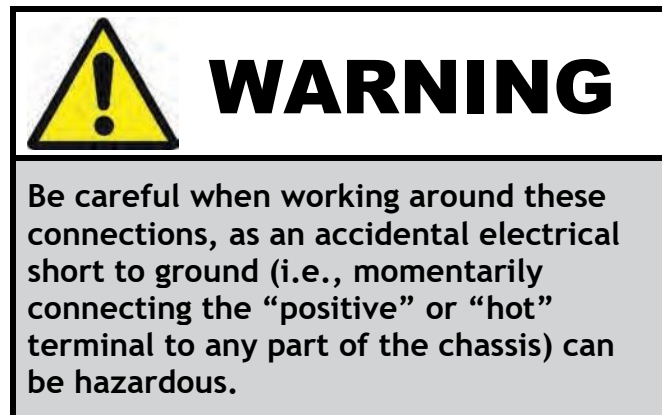 WARNING
Be careful when working around these
connections, as an accidental electrical
short to ground (i.e., momentarily
connecting the “positive” or “hot”
terminal to any part of the chassis) can
be hazardous.